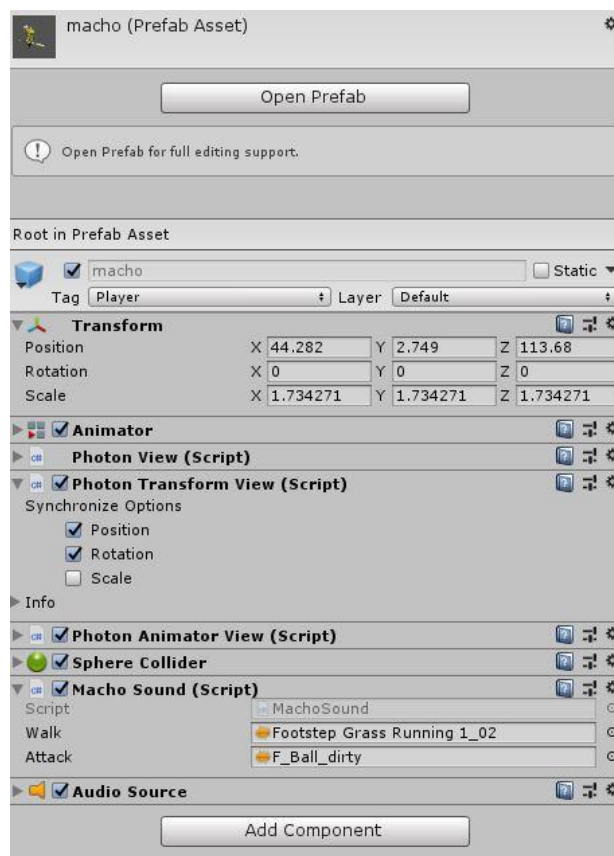 macho (Prefab Asset)
Open Prefab
Open Prefab for full editing support.
Root in Prefab Asset
macho Static
Tag Player Layer Default
Transform
Position X 44.282 Y 2.749 Z 113.68
Rotation X 0 Y 0 Z 0
Scale X 1.734271 Y 1.734271 Z 1.734271
Animator
Photon View (Script)
Photon Transform View (Script)
Synchronize Options
Position
Rotation
Scale
Info
Photon Animator View (Script)
Sphere Collider
Macho Sound (Script)
Script MachoSound
Walk Footstep Grass Running 1_02
Attack F_Ball_dirty
Audio Source
Add Component